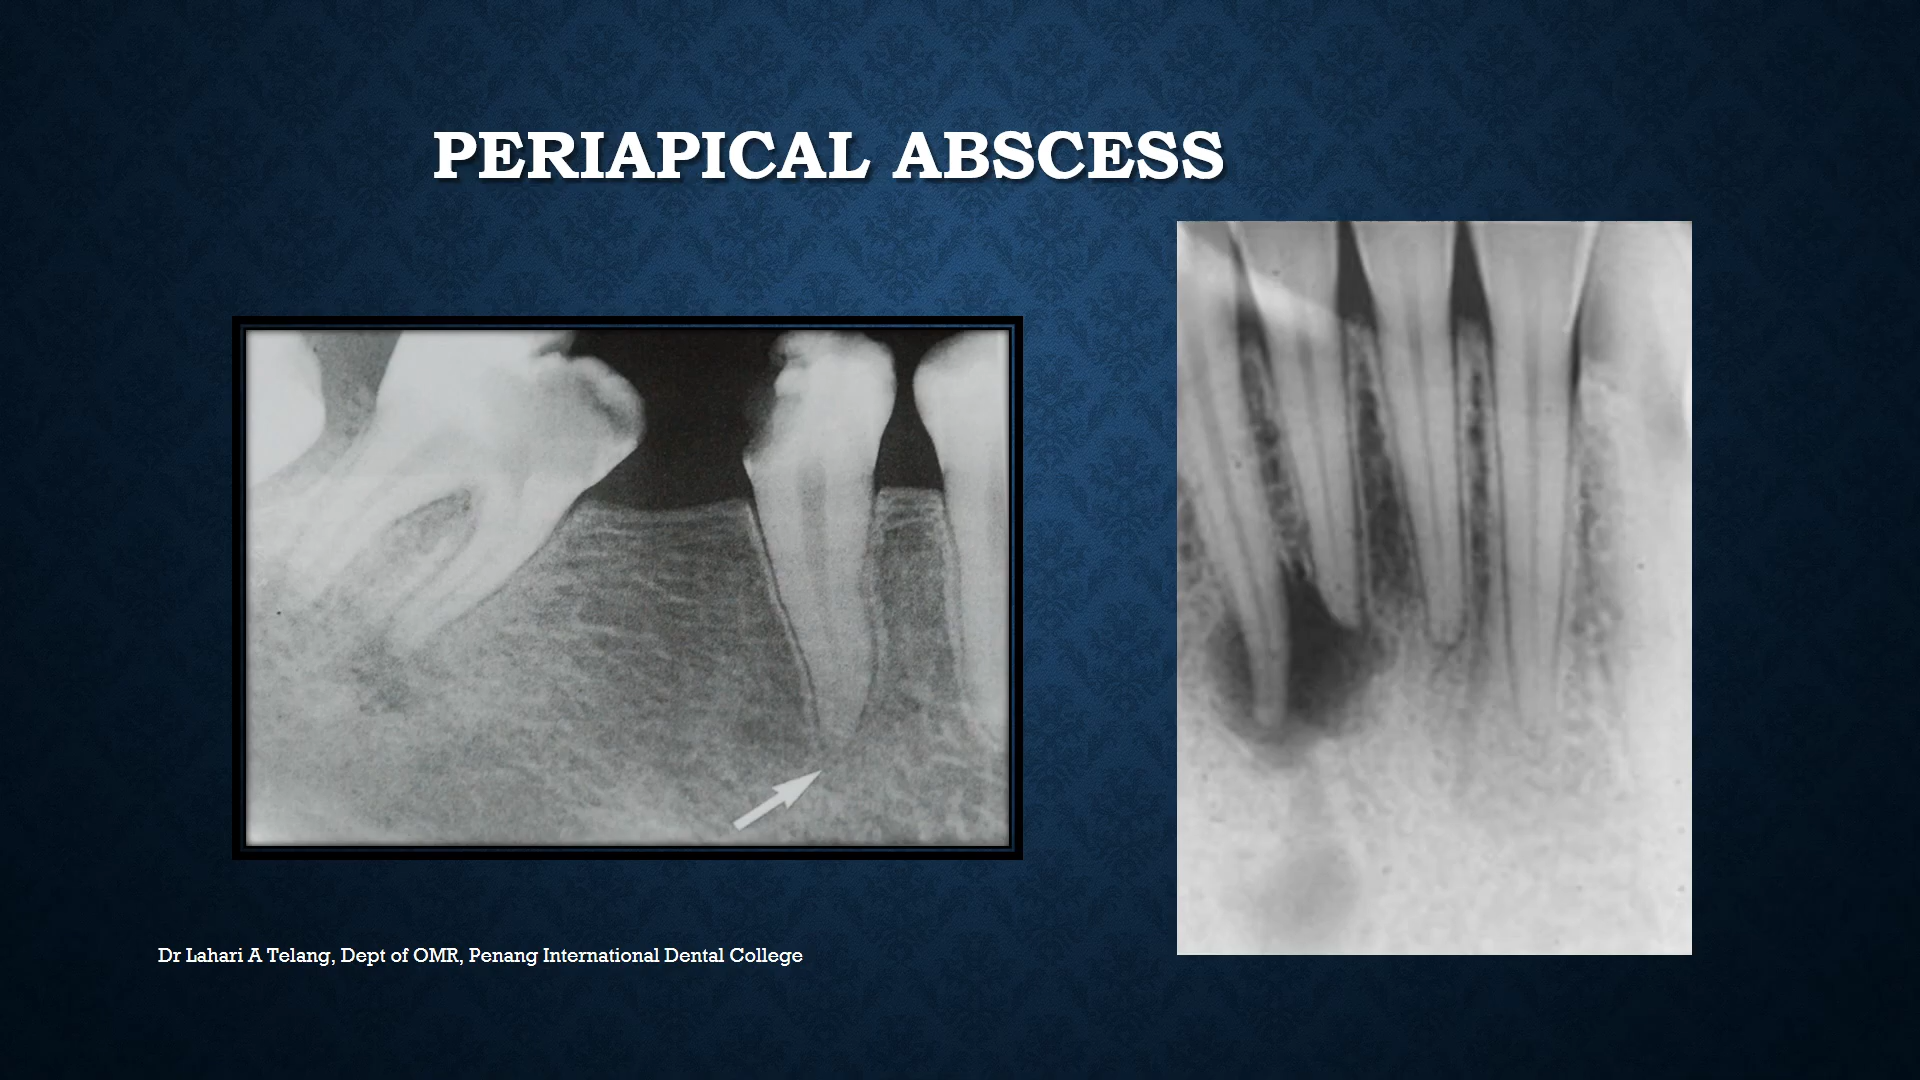 PERIAPICAL ABSCESS
Dr Lahari A Telang, Dept of OMR, Penang International Dental College